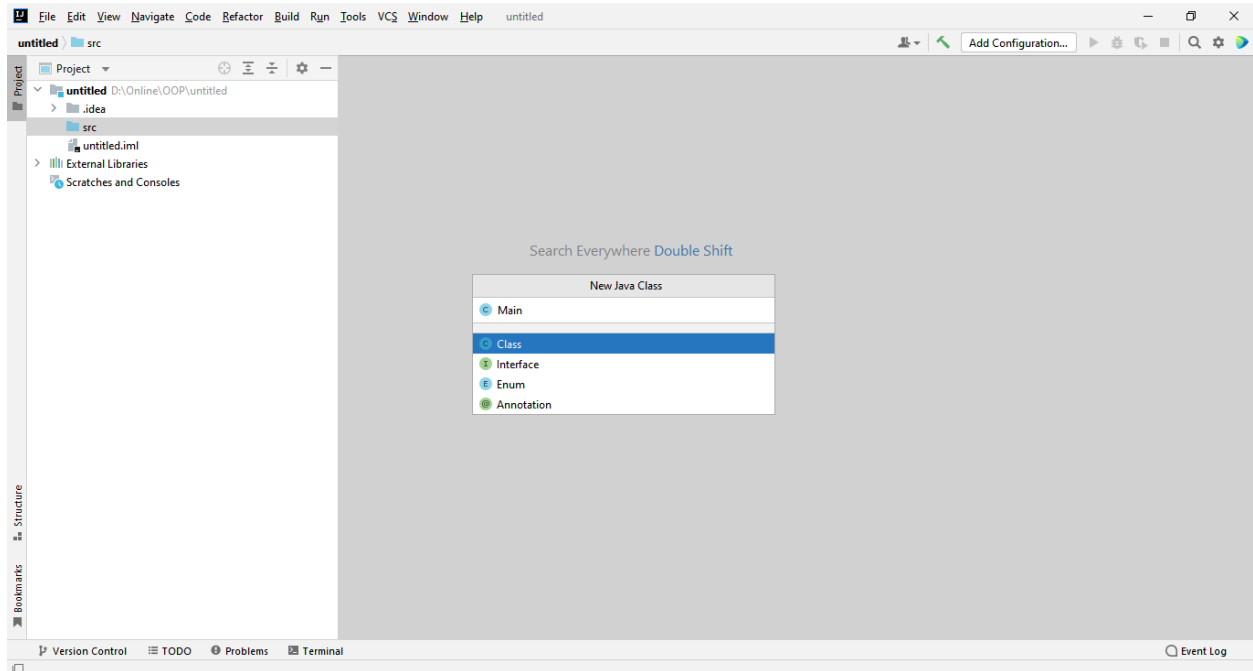 File Edit View Navigate Code Refactor Build Run Tools VCS Window Help untitled
untitled src Add Configuration...
Project
Project
untitled D:\Online\OOP\untitled
.idea
src
untitled.iml
External Libraries
Scratches and Consoles
Search Everywhere Double Shift
New Java Class
Main
Class
Interface
Enum
Annotation
Structure
Bookmarks
Version Control TODO Problems Terminal Event Log